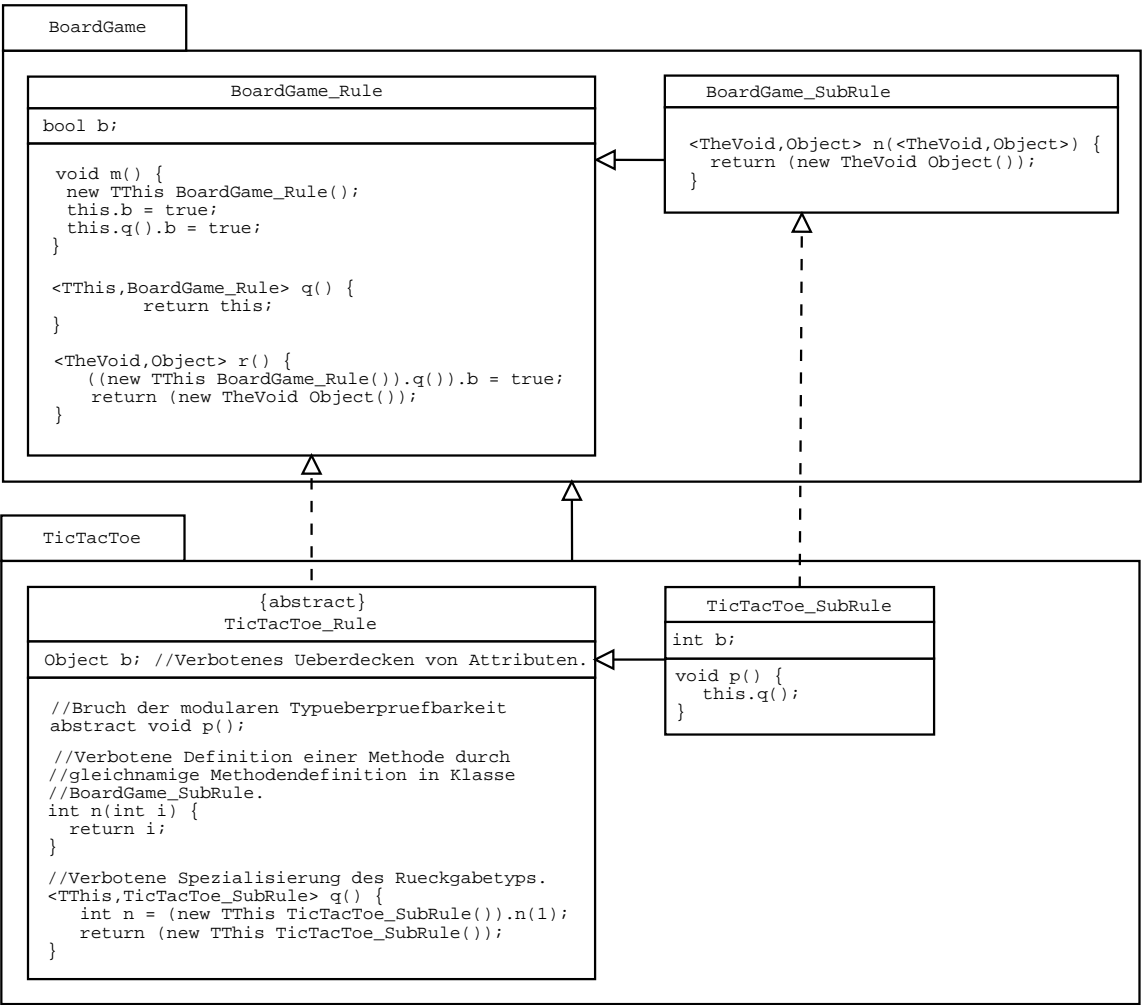 BoardGame
BoardGame_Rule
bool b;
void m() {
new TThis BoardGame_Rule();
this.b = true;
this.q().b = true;
}
<TThis,BoardGame_Rule> q() {
return this;
}
<TheVoid,Object> r() {
((new TThis BoardGame_Rule()).q()).b = true;
return (new TheVoid Object());
}
BoardGame_SubRule
<TheVoid,Object> n(<TheVoid,Object>) {
return (new TheVoid Object());
}
TicTacToe
{abstract}
TicTacToe_Rule
Object b; //Verbotenes Ueberdecken von Attributen.
//Bruch der modularen Typueberpruefbarkeit
abstract void p();
//Verbotene Definition einer Methode durch
//gleichnamige Methodendefinition in Klasse
//BoardGame_SubRule.
int n(int i) {
return i;
}
//Verbotene Spezialisierung des Rueckgabetyps.
<TThis,TicTacToe_SubRule> q() {
int n = (new TThis TicTacToe_SubRule()).n(1);
return (new TThis TicTacToe_SubRule());
}
TicTacToe_SubRule
int b;
void p() {
this.q();
}